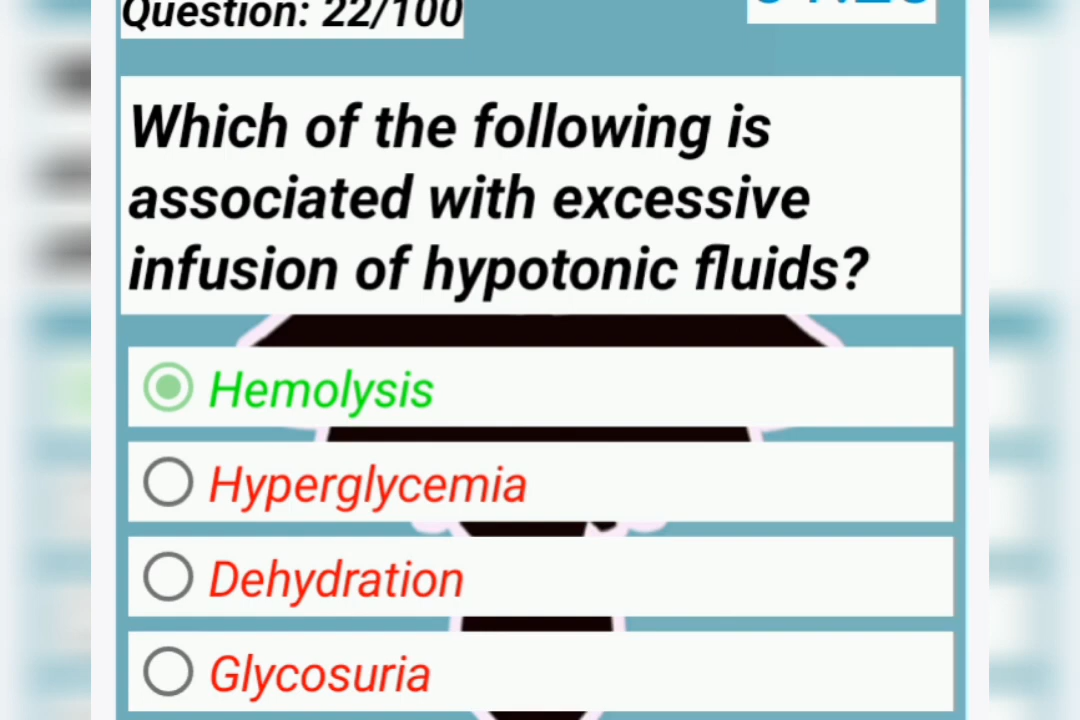 Question: 22/100
Which of the following is
associated with excessive
infusion of hypotonic fluids?
Hemolysis
Hyperglycemia
Dehydration
Glycosuria